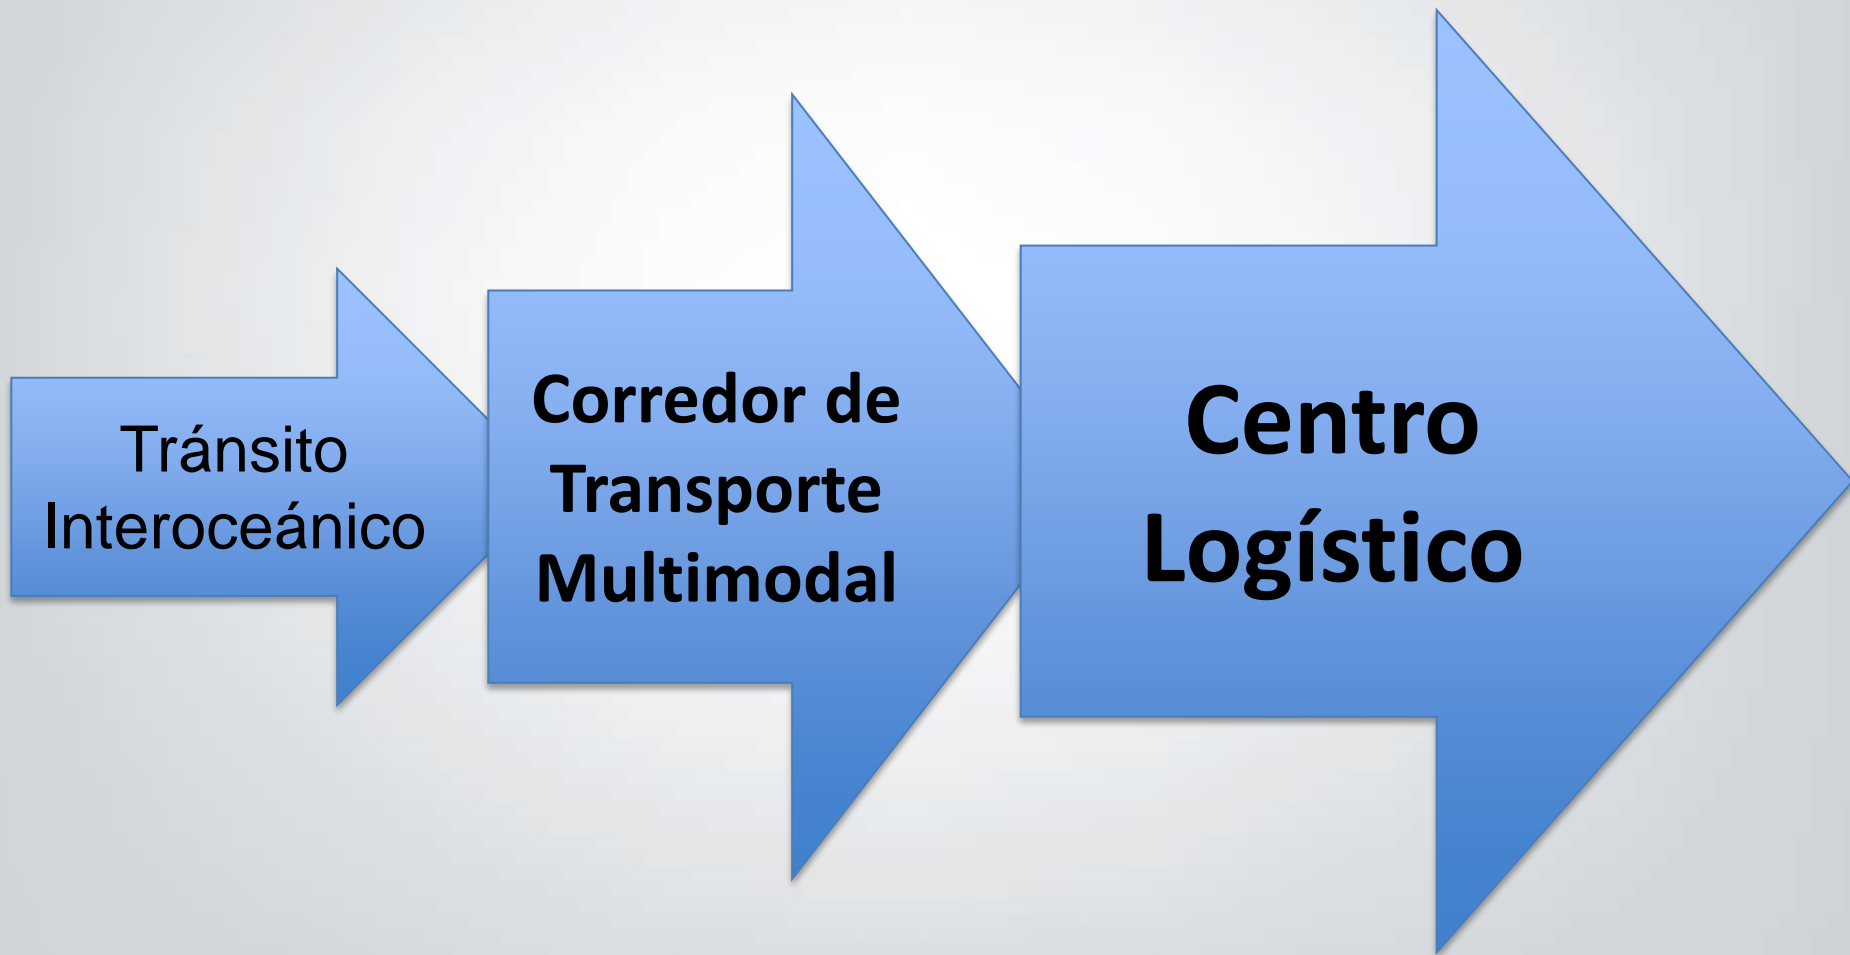 Tránsito
Interoceánico
Corredor de
Transporte
Multimodal
Centro
Logístico